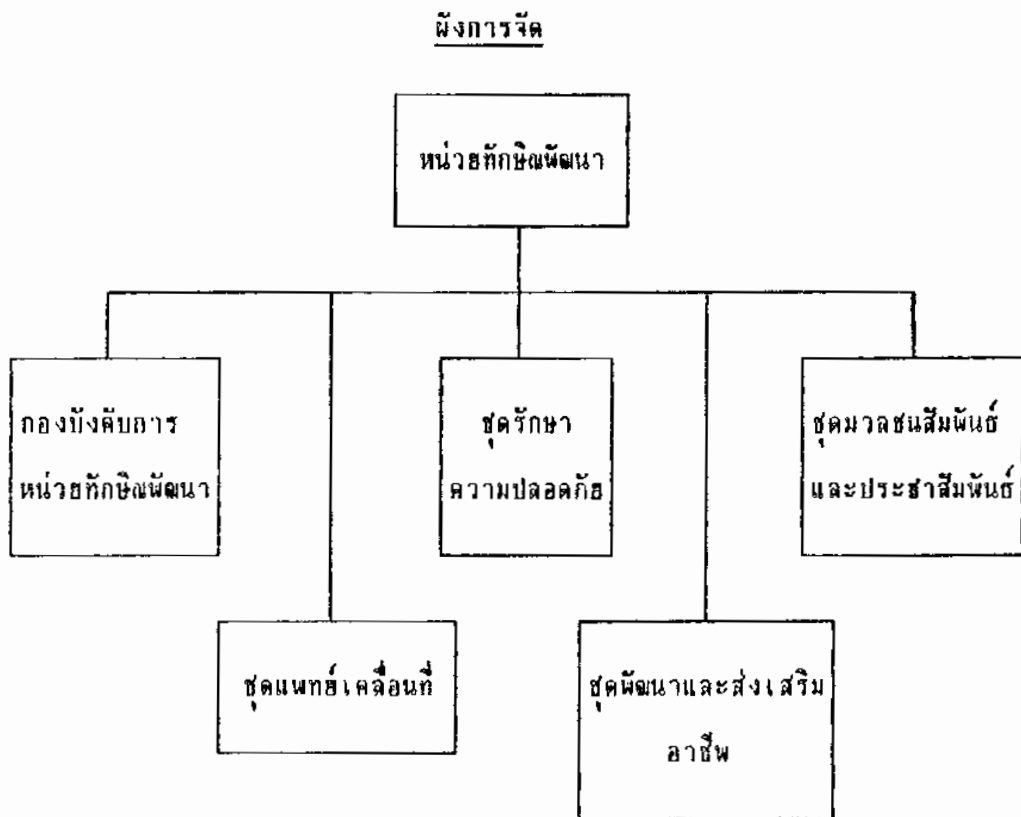 ผังการจัด
หน่วยทักษิณพัฒนา
กองบังคับการ
หน่วยทักษิณพัฒนา
ชุดรักษา
ความปลอดภัย
ชุดมวลชนสัมพันธ์
และประชาสัมพันธ์
ชุดแพทย์เคลื่อนที่
ชุดพัฒนาและส่งเสริม
อาชีพ